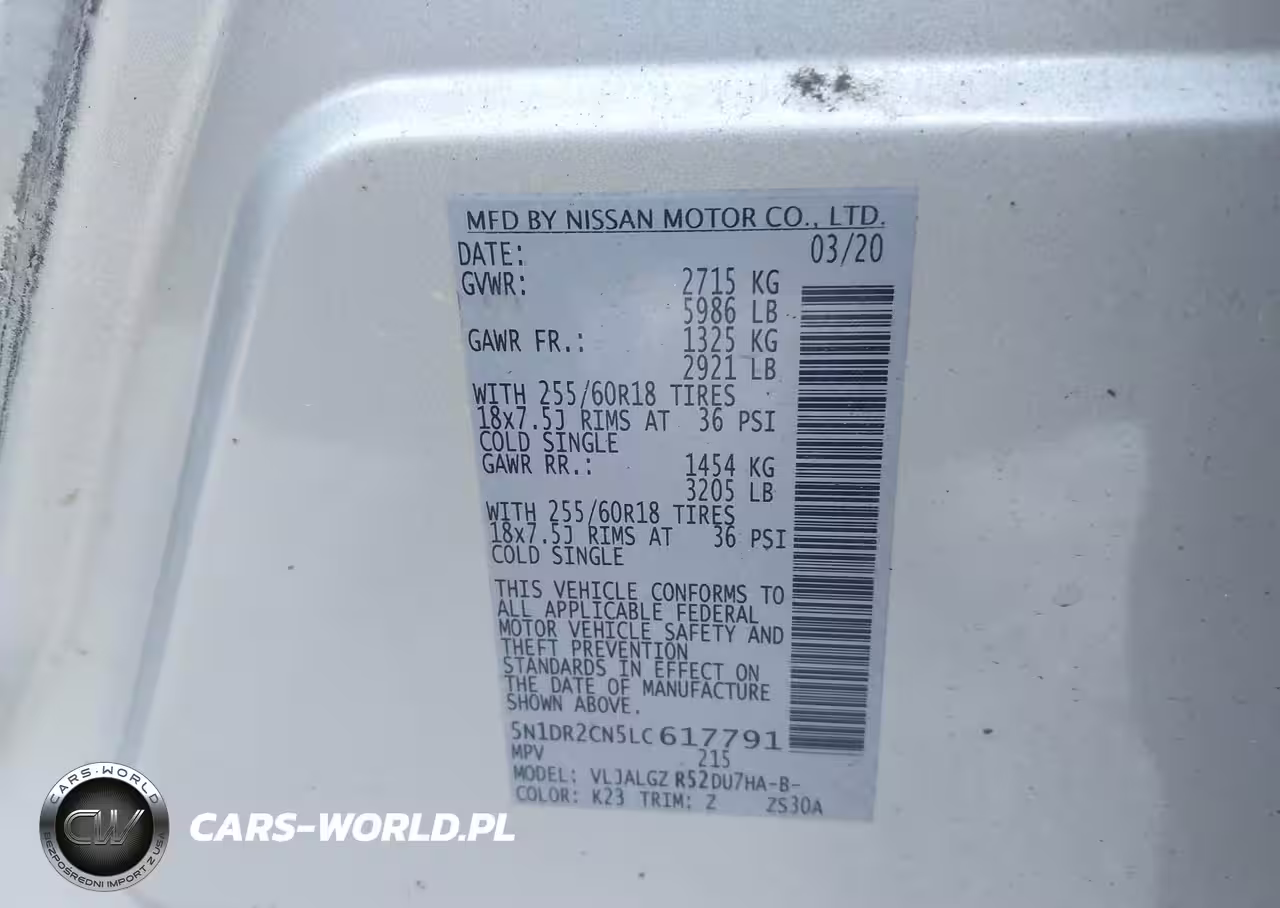 MFD BY NISSAN MOTOR CO., LTD.
DATE: 03/20
GVWR: 2715 KG
5986 LB
GAWR FR.: 1325 KG
2921 LB
WITH 255/60R18 TIRES
18x7.5J RIMS AT 36 PSI
COLD SINGLE
GAWR RR.: 1454 KG
3205 LB
WITH 255/60R18 TIRES
18x7.5J RIMS AT 36 PSI
COLD SINGLE
THIS VEHICLE CONFORMS TO
ALL APPLICABLE FEDERAL
MOTOR VEHICLE SAFETY AND
THEFT PREVENTION
STANDARDS IN EFFECT ON
THE DATE OF MANUFACTURE
SHOWN ABOVE.
5N1DR2CN5LC617791
MPV 215
MODEL: VLJALGZ R52DU7HA-B-
COLOR: K23 TRIM: Z ZS30A
CARS-WORLD
CW
BEZPOŚREDNI IMPORT Z USA
CARS-WORLD.PL